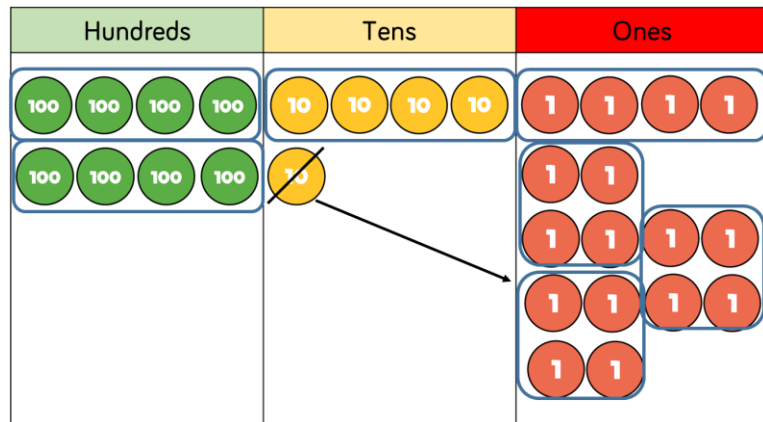 Hundreds Tens Ones
100 100 100 100 10 10 10 10 1 1 1 1
100 100 100 100 10 1 1
1 1 1 1
1 1 1 1
1 1